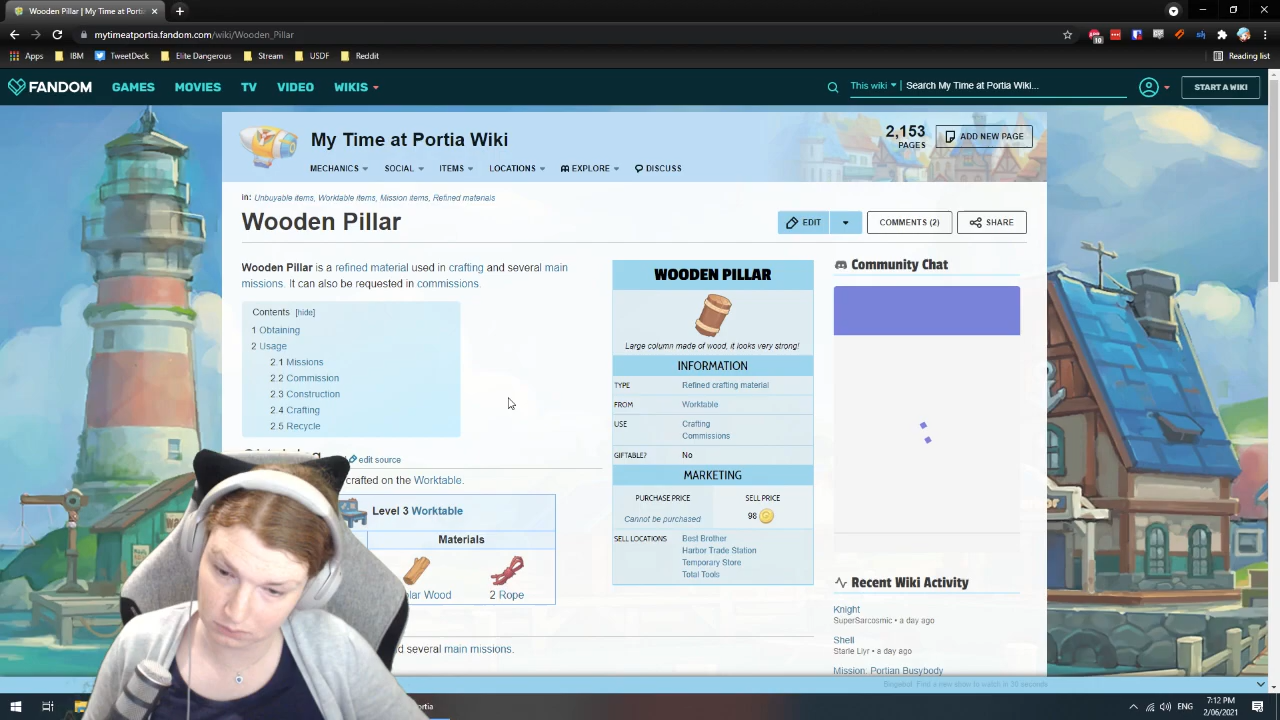 My Time at Portia Wiki | Fandom
mytimeatportia.fandom.com/wiki/Wooden_Pillar
10
Apps
IBM
TweetDeck
Elite Dangerous
Stream
USDF
Reddit
Reading list
FANDOM
GAMES
MOVIES
TV
VIDEO
WIKIS
This wiki
Search My Time at Portia Wiki...
START A WIKI
My Time at Portia Wiki
2,153
PAGES
ADD NEW PAGE
MECHANICS
SOCIAL
ITEMS
LOCATIONS
EXPLORE
DISCUSS
in: Unbuyable items, Worktable items, Mission items, Refined materials
Wooden Pillar
EDIT
COMMENTS (2)
SHARE
Wooden Pillar is a refined material used in crafting and several main
missions. It can also be requested in commissions.
Contents [hide]
1 Obtaining
2 Usage
2.1 Missions
2.2 Commission
2.3 Construction
2.4 Crafting
2.5 Recycle
edit source
crafted on the Worktable.
Level 3 Worktable
Materials
Wood
2 Rope
several main missions.
WOODEN PILLAR
Large column made of wood, it looks very strong!
INFORMATION
TYPE
Refined crafting material
FROM
Worktable
USE
Crafting
Commissions
GIFTABLE?
No
MARKETING
PURCHASE PRICE
SELL PRICE
Cannot be purchased
98
SELL LOCATIONS
Best Brother
Harbor Trade Station
Temporary Store
Total Tools
Community Chat
Recent Wiki Activity
Knight
SuperSarcosmic • a day ago
Shell
Starie Llyr • a day ago
Mission: Portian Busybody
ortia
ENG
7:12 PM
2/06/2021